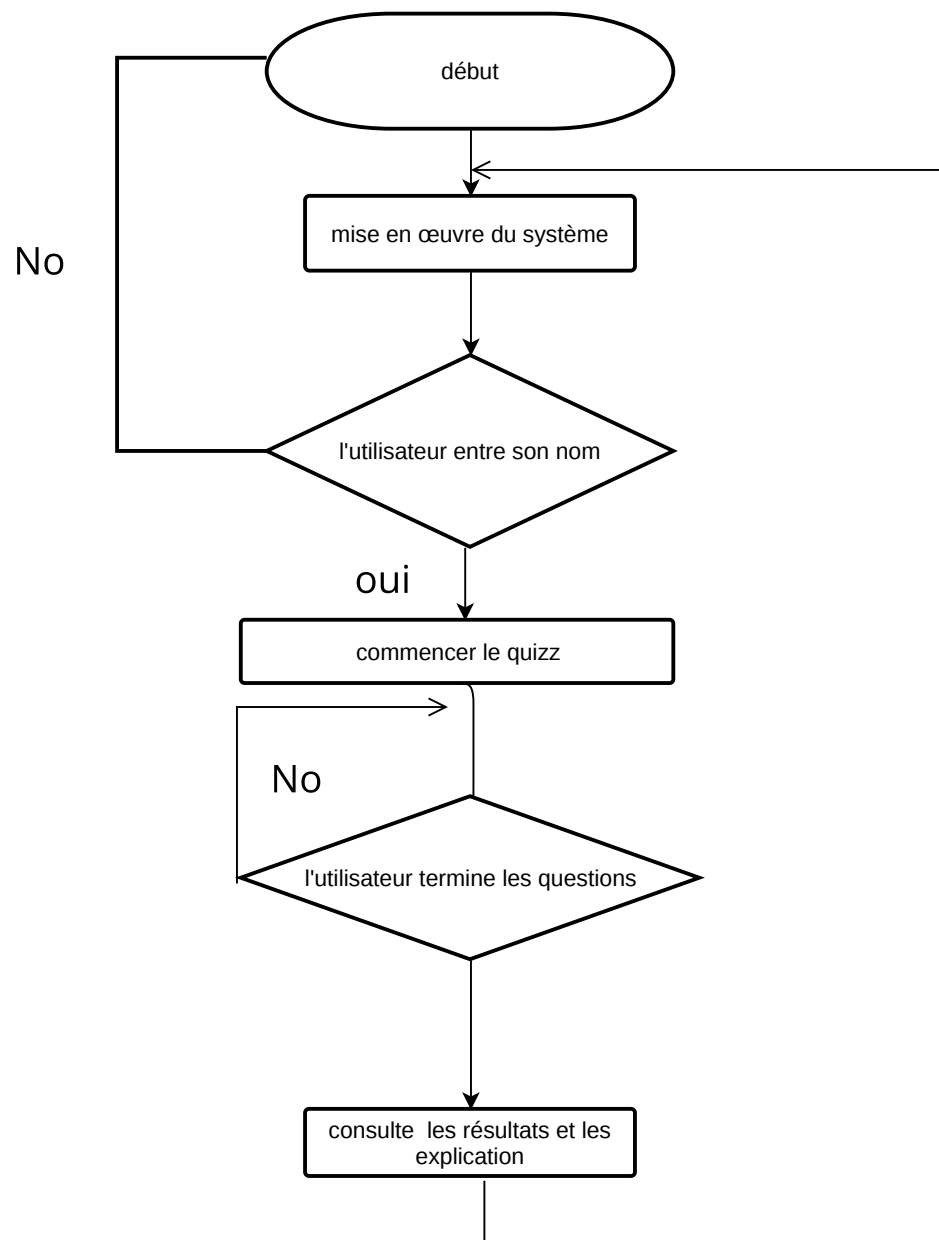 début
mise en œuvre du système
No
l'utilisateur entre son nom
oui
commencer le quizz
No
l'utilisateur termine les questions
consulte  les résultats et les
explication